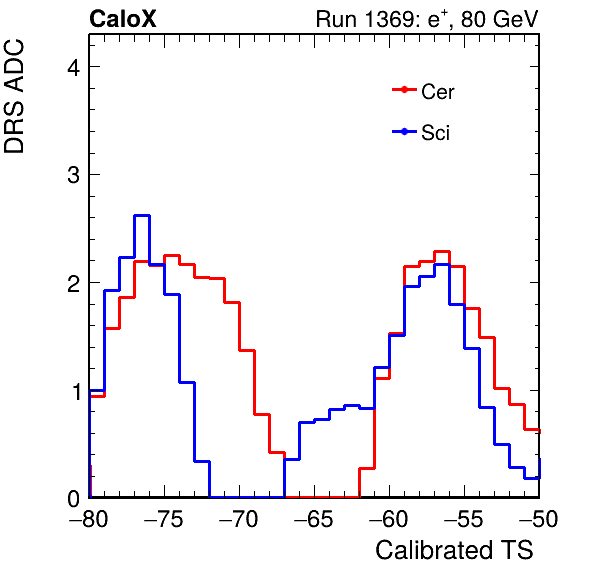 CaloX Run 1369: e⁺, 80 GeV
DRS ADC
4
3
2
1
0
Cer
Sci
−80 −75 −70 −65 −60 −55 −50
Calibrated TS